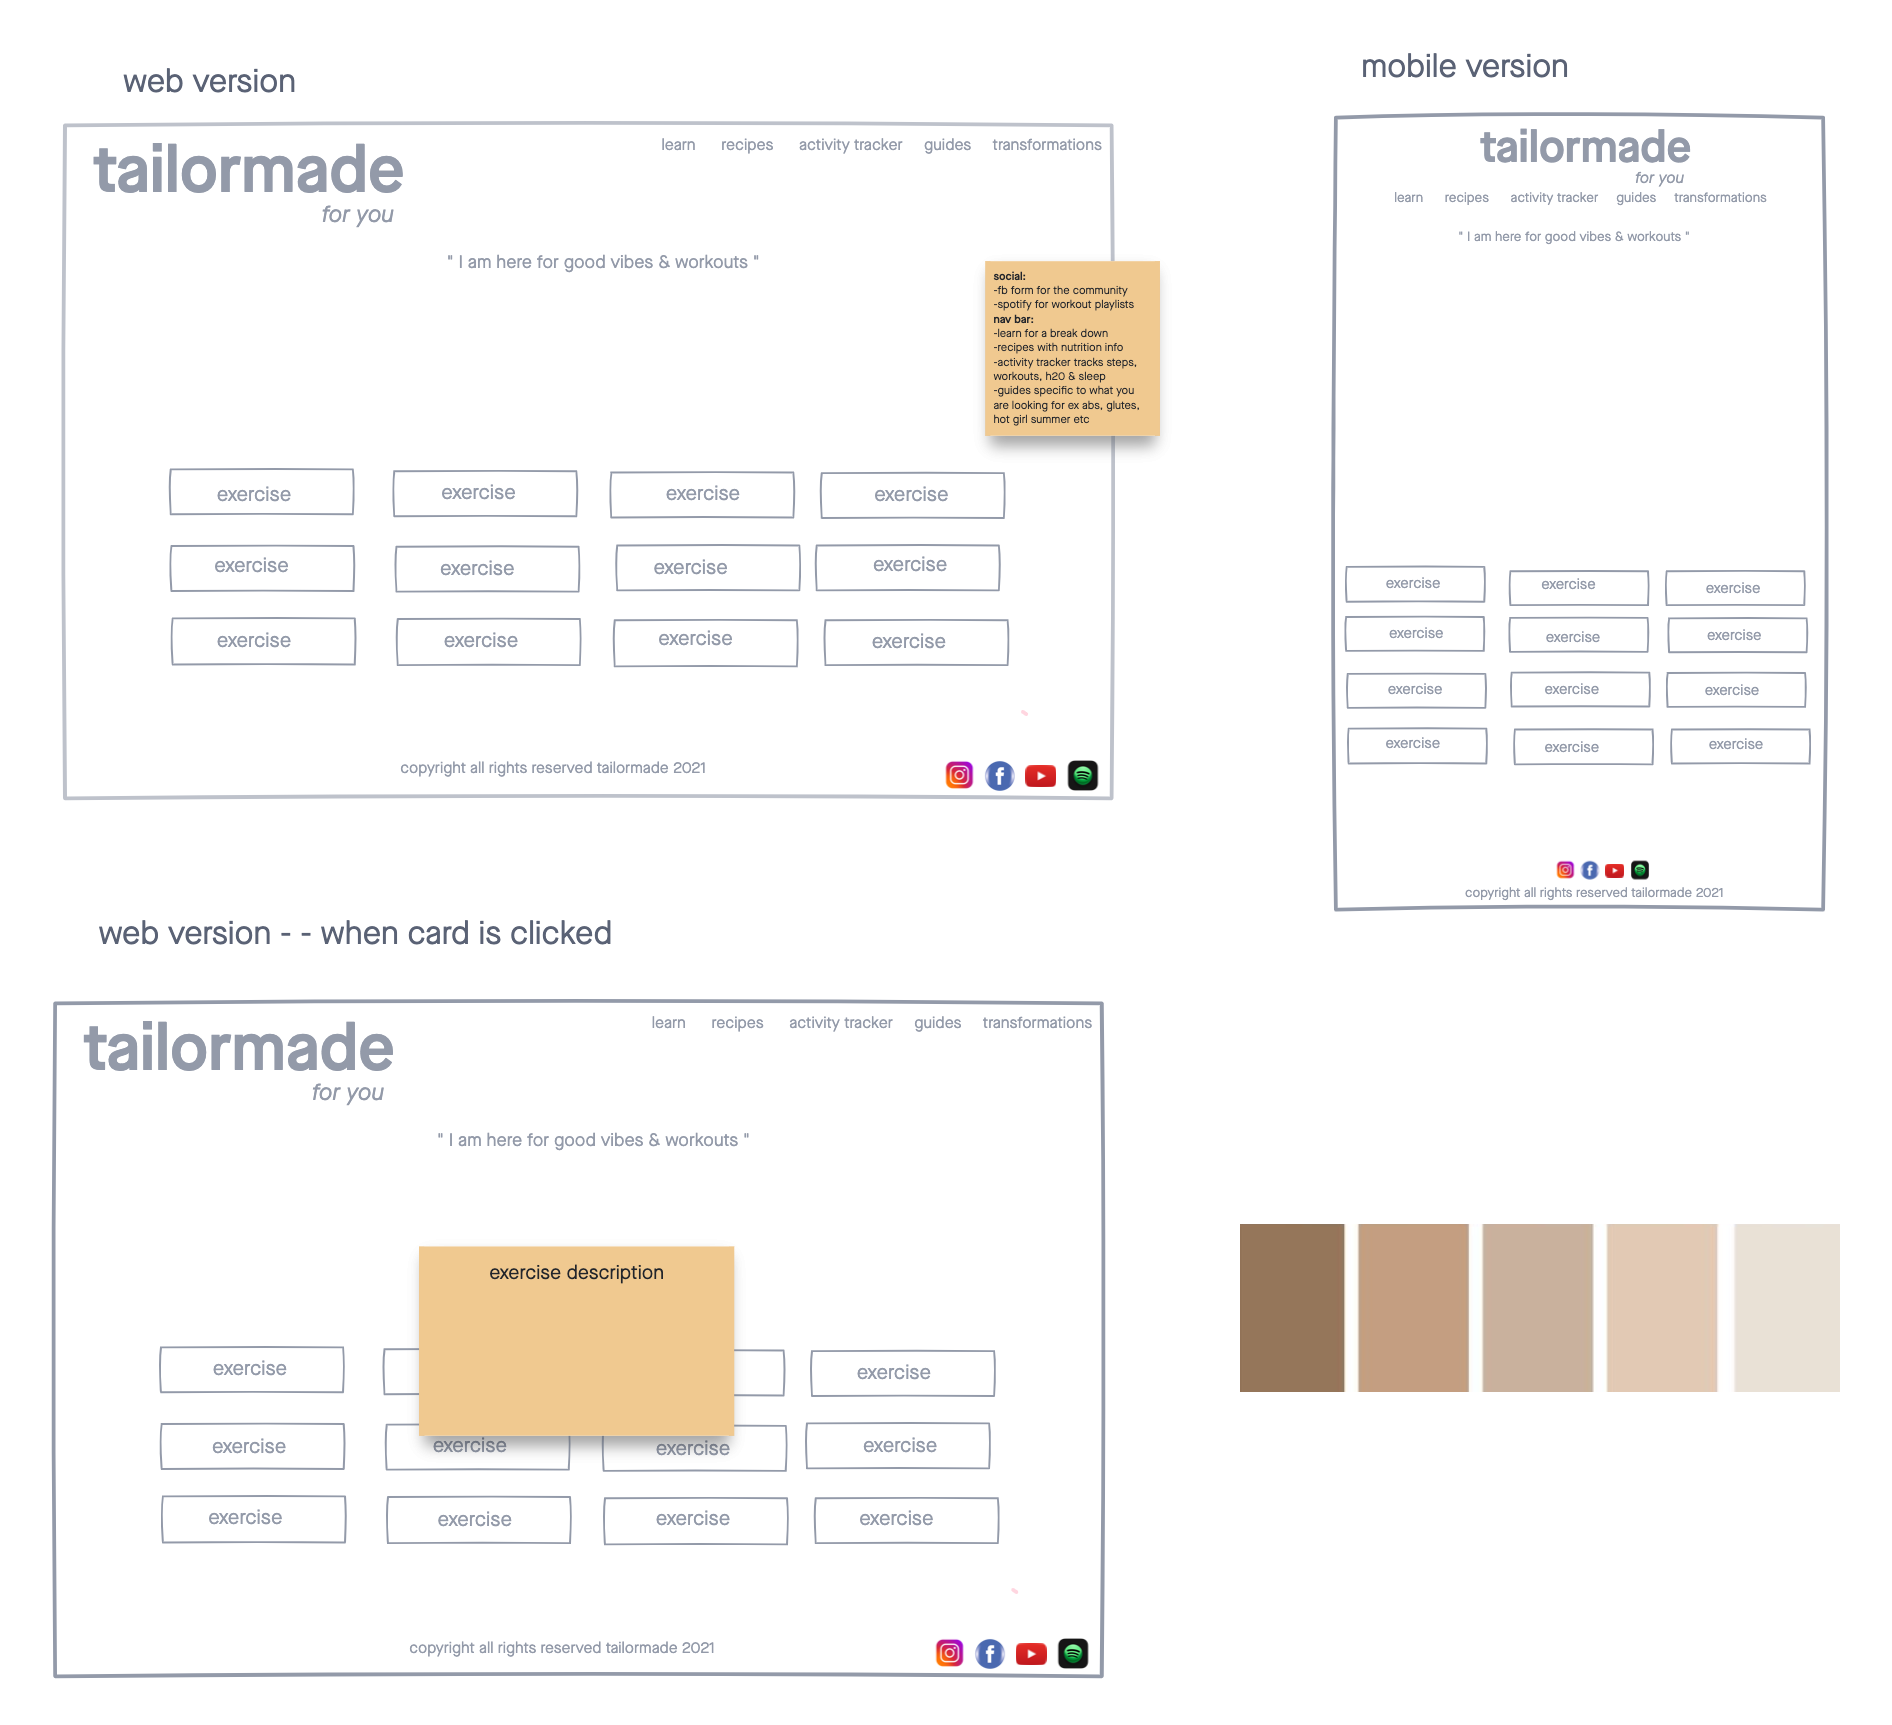 web version
tailormade
for you
learn recipes activity tracker guides transformations
" I am here for good vibes & workouts "
social:
-fb form for the community
-spotify for workout playlists
nav bar:
-learn for a break down
-recipes with nutrition info
-activity tracker tracks steps,
workouts, h20 & sleep
-guides specific to what you
are looking for ex abs, glutes,
hot girl summer etc
exercise exercise exercise exercise
exercise exercise exercise exercise
exercise exercise exercise exercise
copyright all rights reserved tailormade 2021
mobile version
tailormade
for you
learn recipes activity tracker guides transformations
" I am here for good vibes & workouts "
exercise exercise exercise
exercise exercise exercise
exercise exercise exercise
exercise exercise exercise
copyright all rights reserved tailormade 2021
web version - - when card is clicked
tailormade
for you
learn recipes activity tracker guides transformations
" I am here for good vibes & workouts "
exercise description
exercise exercise
exercise exercise exercise exercise
exercise exercise exercise exercise
copyright all rights reserved tailormade 2021